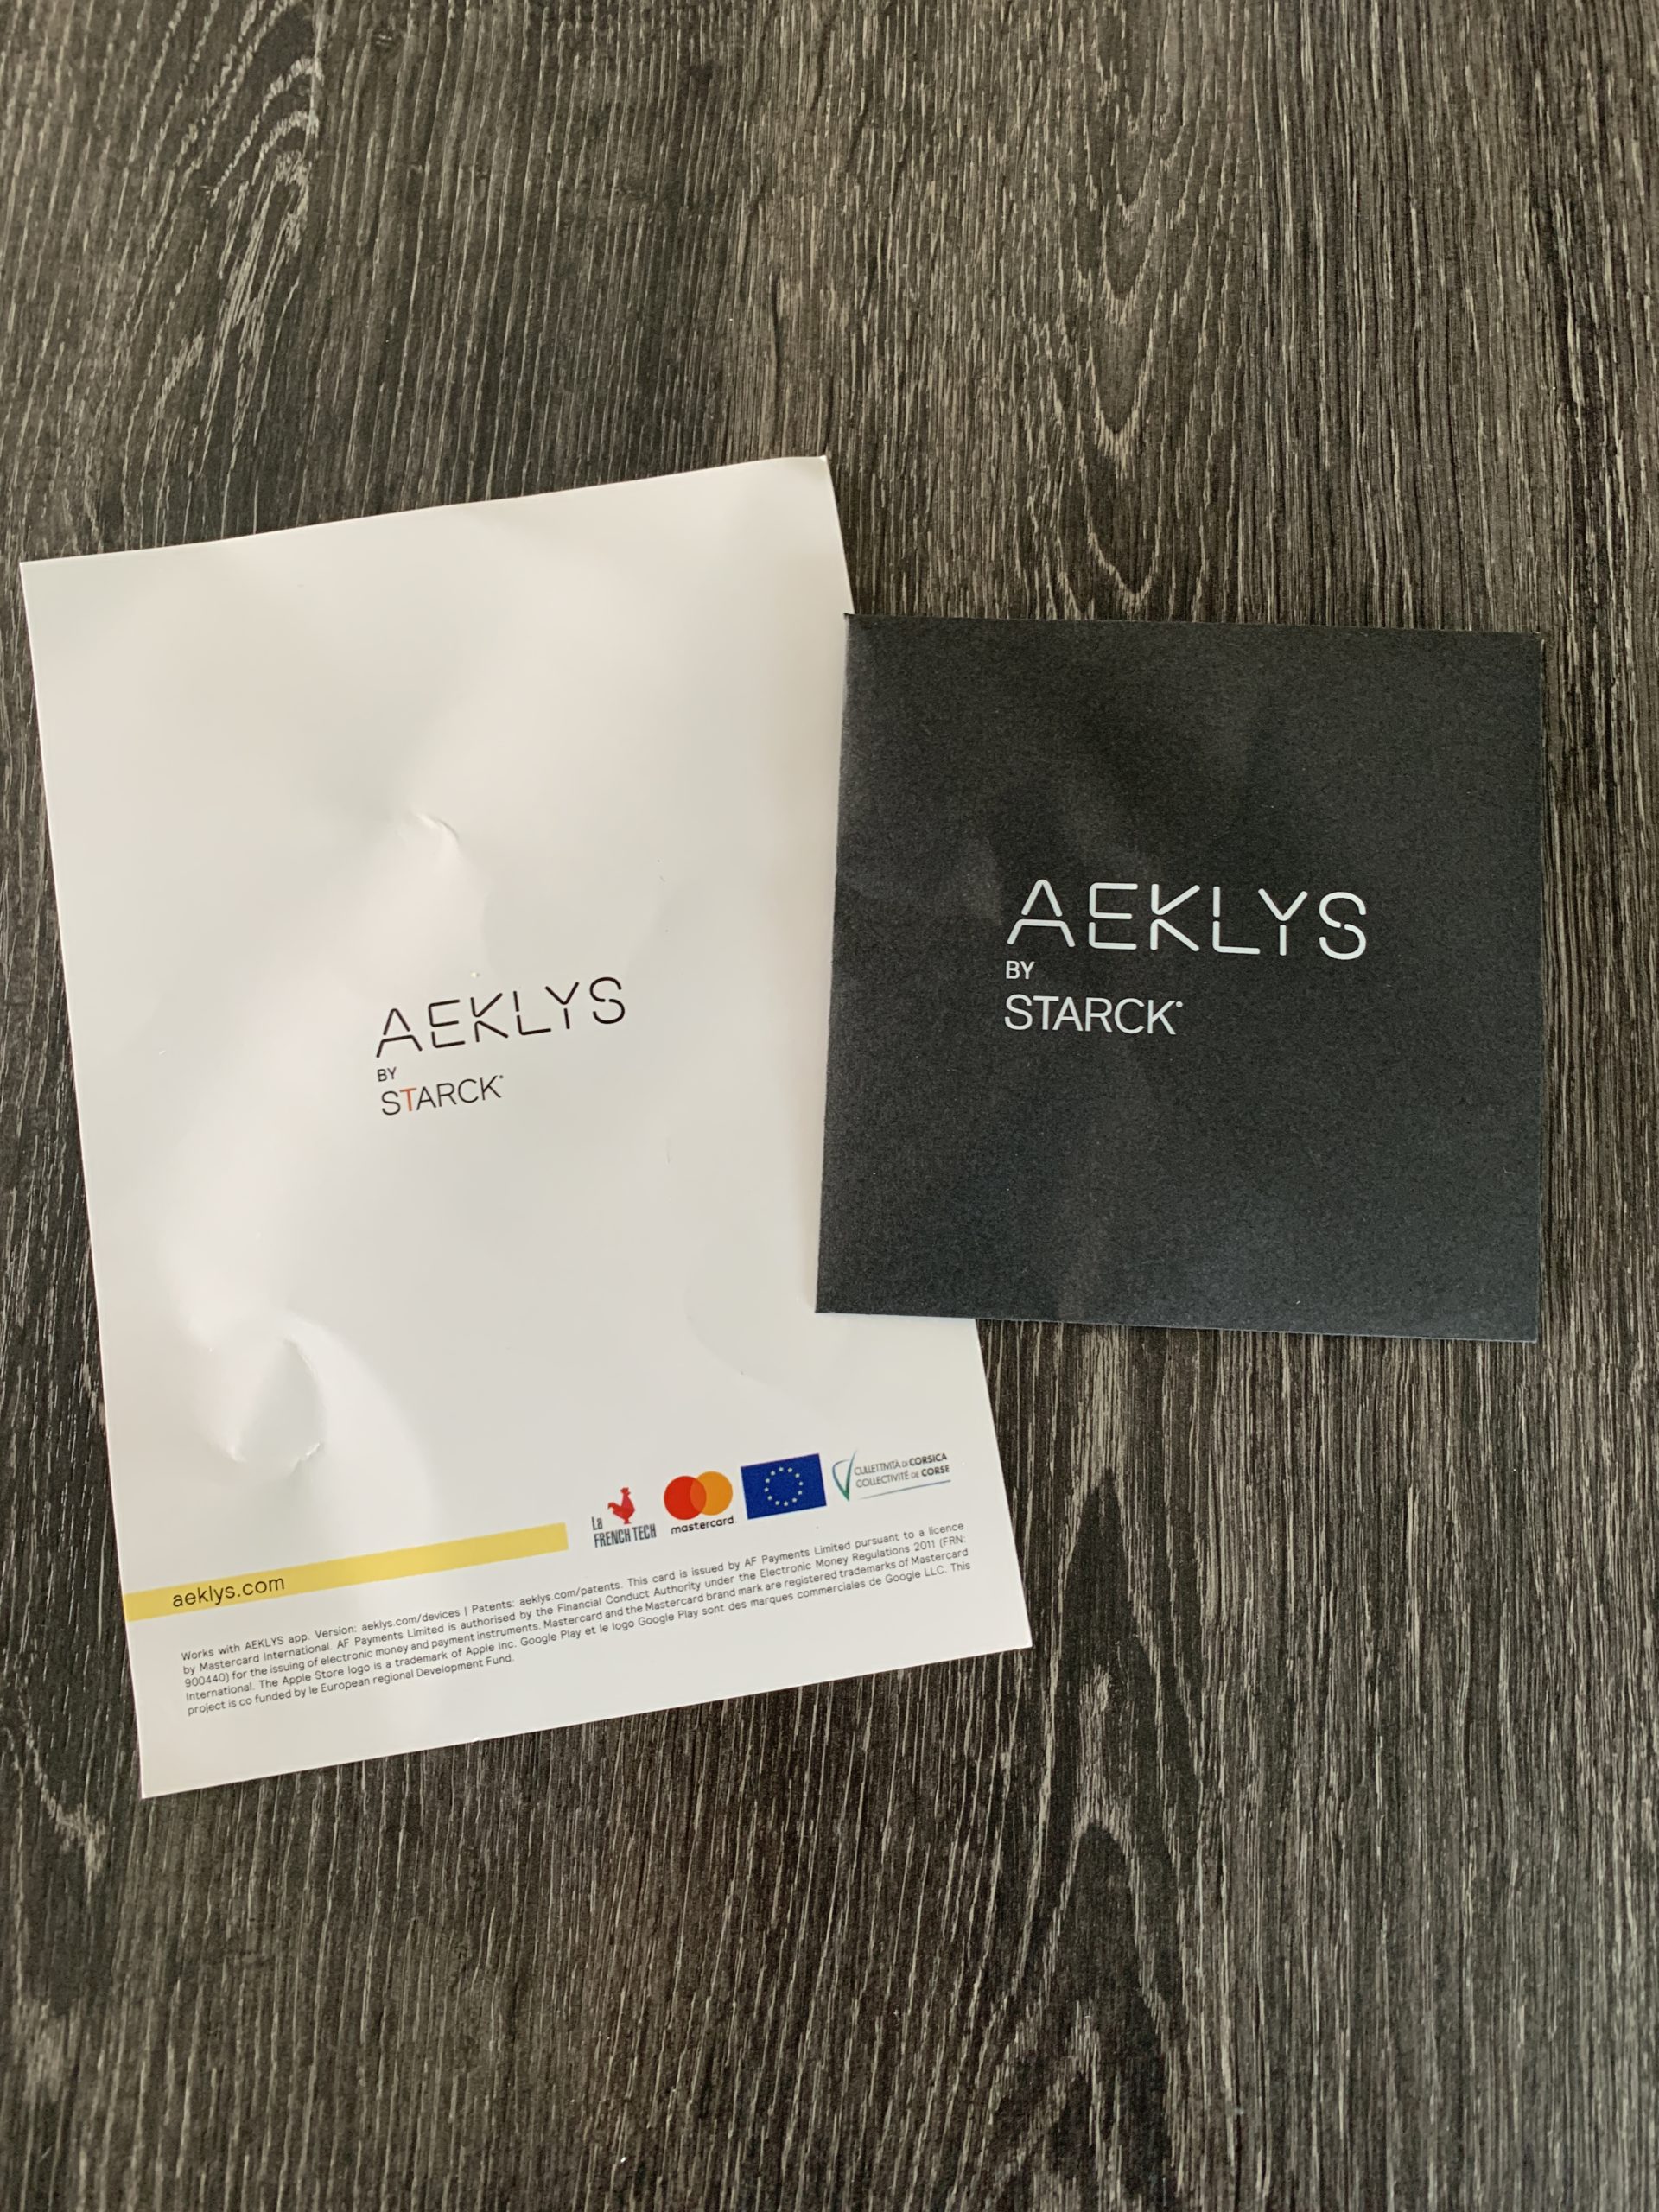 AEKLYS
BY
STARCK
AEKLYS
BY
STARCK
La
FRENCH TECH
mastercard
CULLETTIVITÀ DI CORSICA
COLLECTIVITÉ DE CORSE
aeklys.com
Works with AEKLYS app. Version: aeklys.com/devices | Patents: aeklys.com/patents. This card is issued by AF Payments Limited pursuant to a licence
by Mastercard International. AF Payments Limited is authorised by the Financial Conduct Authority under the Electronic Money Regulations 2011 (FRN:
900440) for the issuing of electronic money and payment instruments. Mastercard and the Mastercard brand mark are registered trademarks of Mastercard
International. The Apple Store logo is a trademark of Apple Inc. Google Play et le logo Google Play sont des marques commerciales de Google LLC. This
project is co funded by le European regional Development Fund.